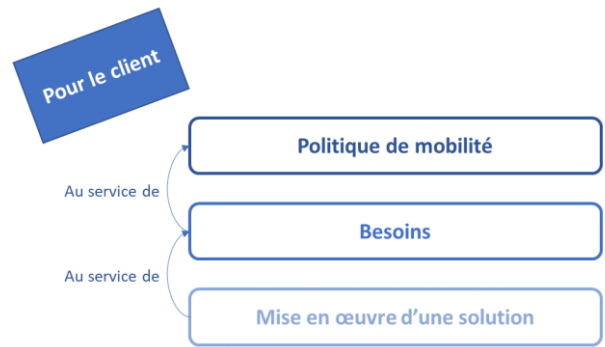 Pour le client
Politique de mobilité
Au service de
Besoins
Au service de
Mise en œuvre d'une solution